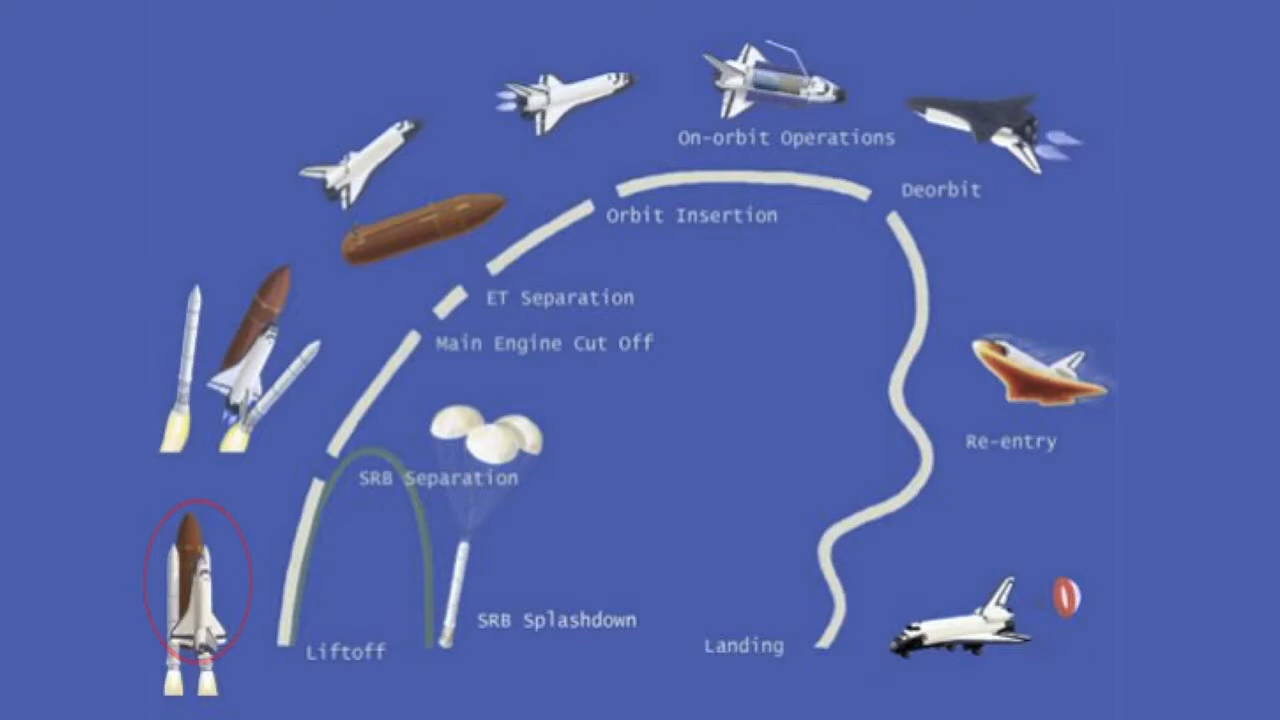 On-orbit Operations
Deorbit
Orbit Insertion
ET Separation
Main Engine Cut Off
Re-entry
SRB Separation
SRB Splashdown
Landing
Liftoff